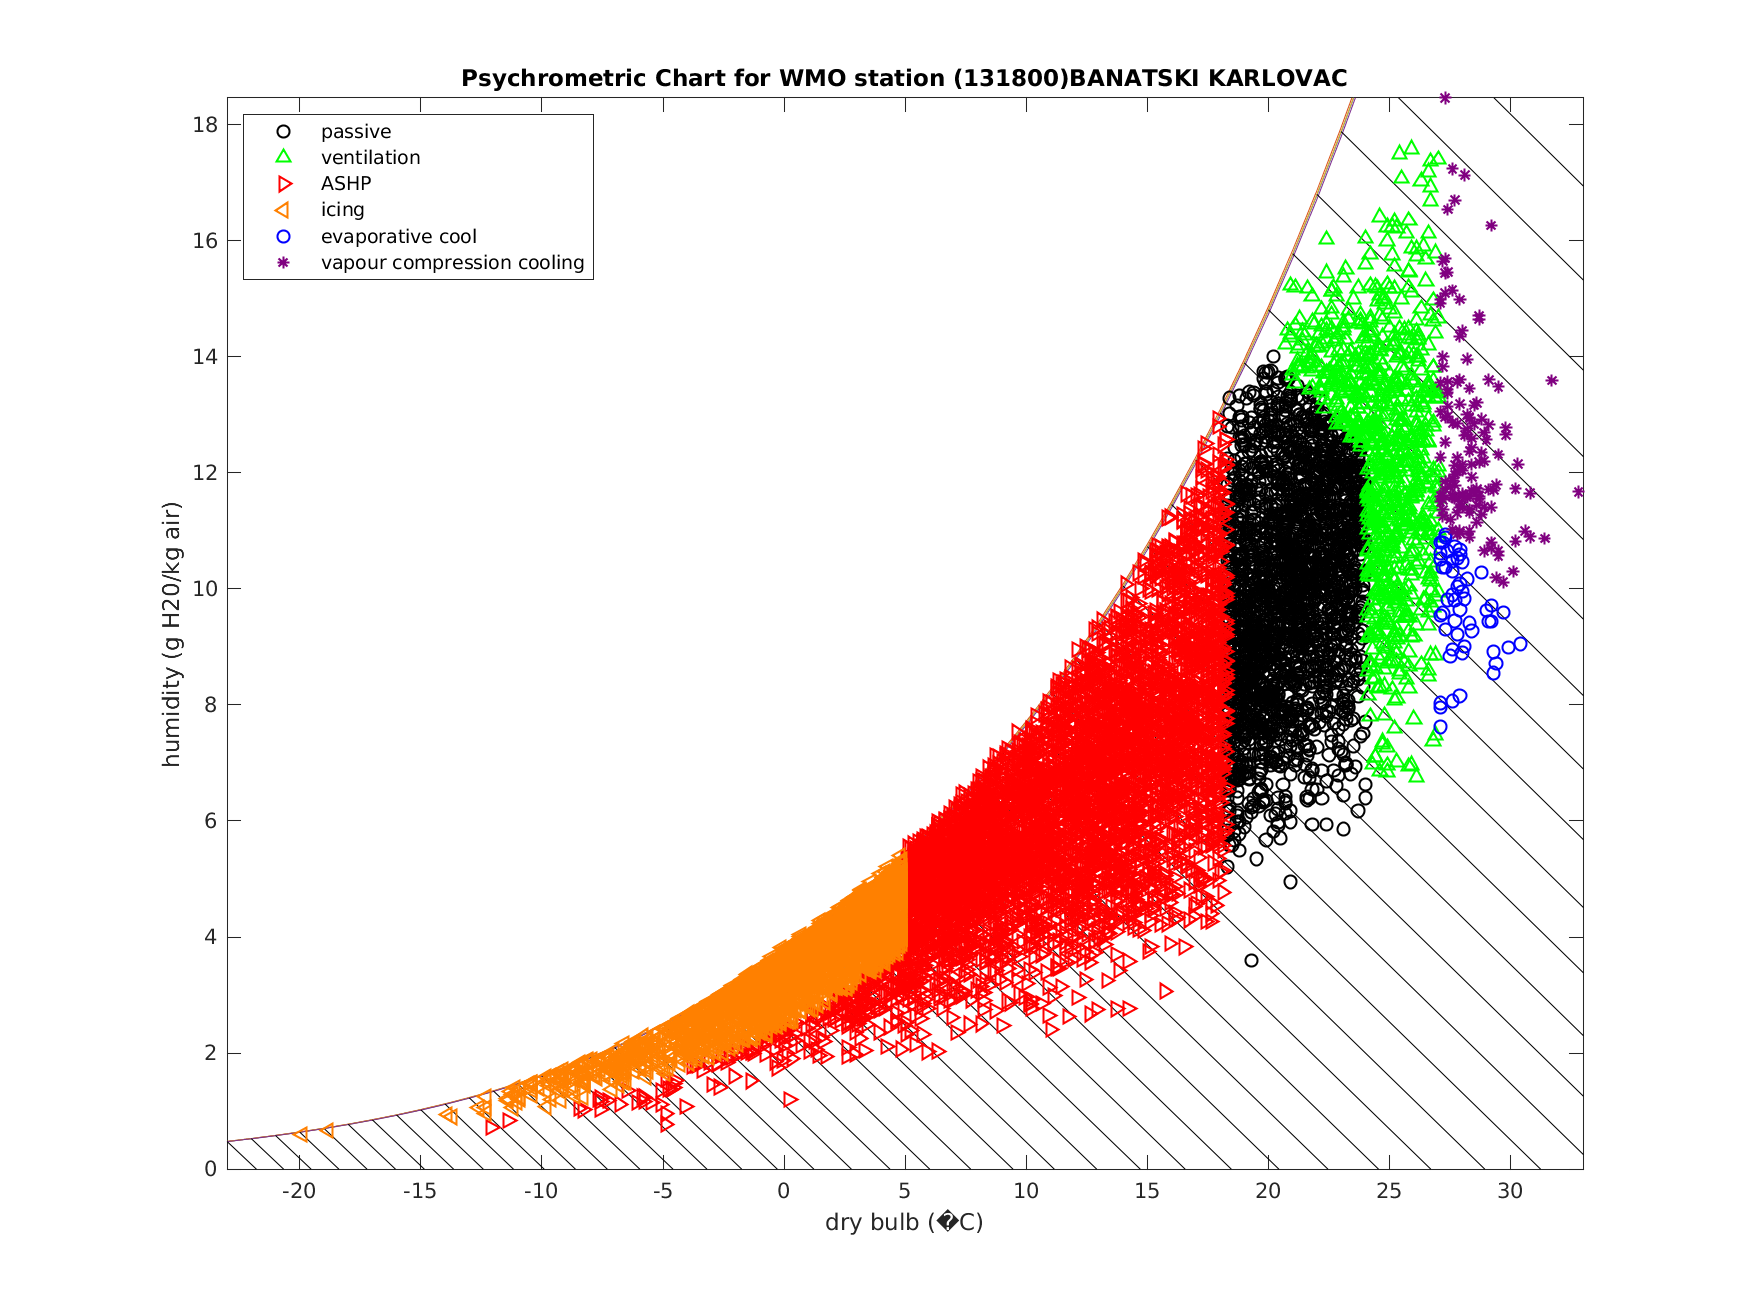 Psychrometric Chart for WMO station (131800)BANATSKI KARLOVAC
passive
ventilation
ASHP
icing
evaporative cool
vapour compression cooling
humidity (g H20/kg air)
18
16
14
12
10
8
6
4
2
0
-20 -15 -10 -5 0 5 10 15 20 25 30
dry bulb (�C)